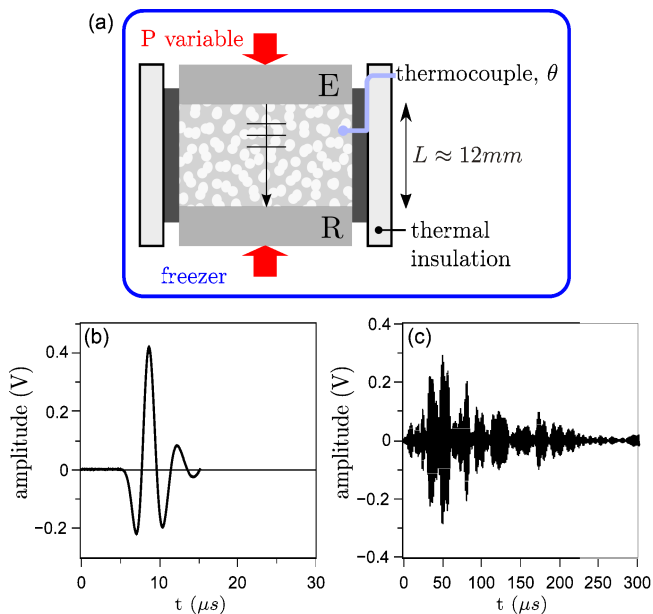 (a)
P variable
E
thermocouple, θ
L ≈ 12mm
R
thermal
insulation
freezer
(b)
amplitude (V)
0.4
0.2
0
−0.2
0
10
20
30
t (μs)
(c)
amplitude (V)
0.4
0.2
0
−0.2
−0.4
0
50
100
150
200
250
300
t (μs)